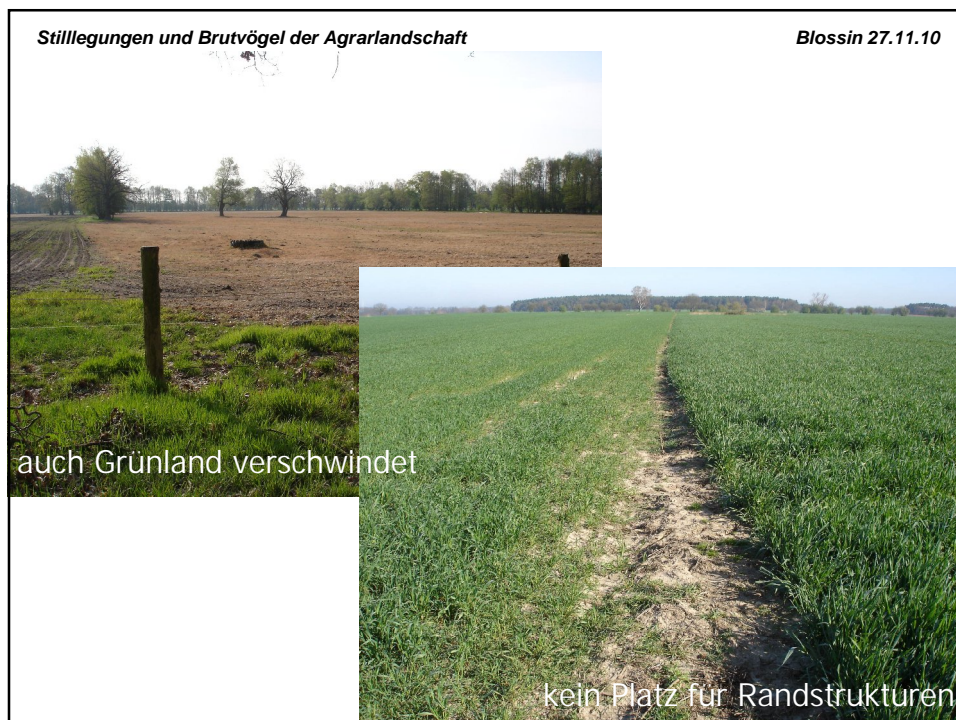 Stilllegungen und Brutvögel der Agrarlandschaft Blossin 27.11.10
auch Grünland verschwindet
kein Platz für Randstrukturen